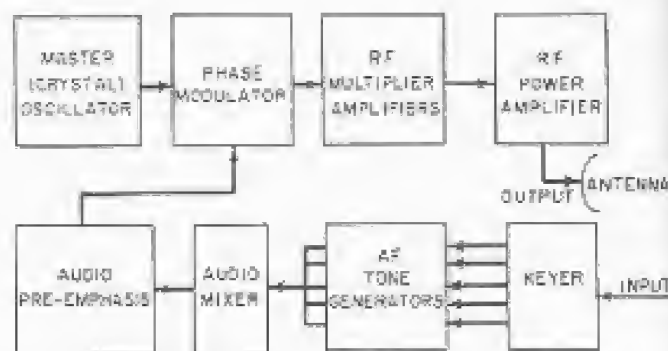 MASTER
(CRYSTAL)
OSCILLATOR
PHASE
MODULATOR
RF
MULTIPLIER
AMPLIFIERS
RF
POWER
AMPLIFIER
OUTPUT
ANTENNA
AUDIO
PRE-EMPHASIS
AUDIO
MIXER
AF
TONE
GENERATORS
KEYER
INPUT